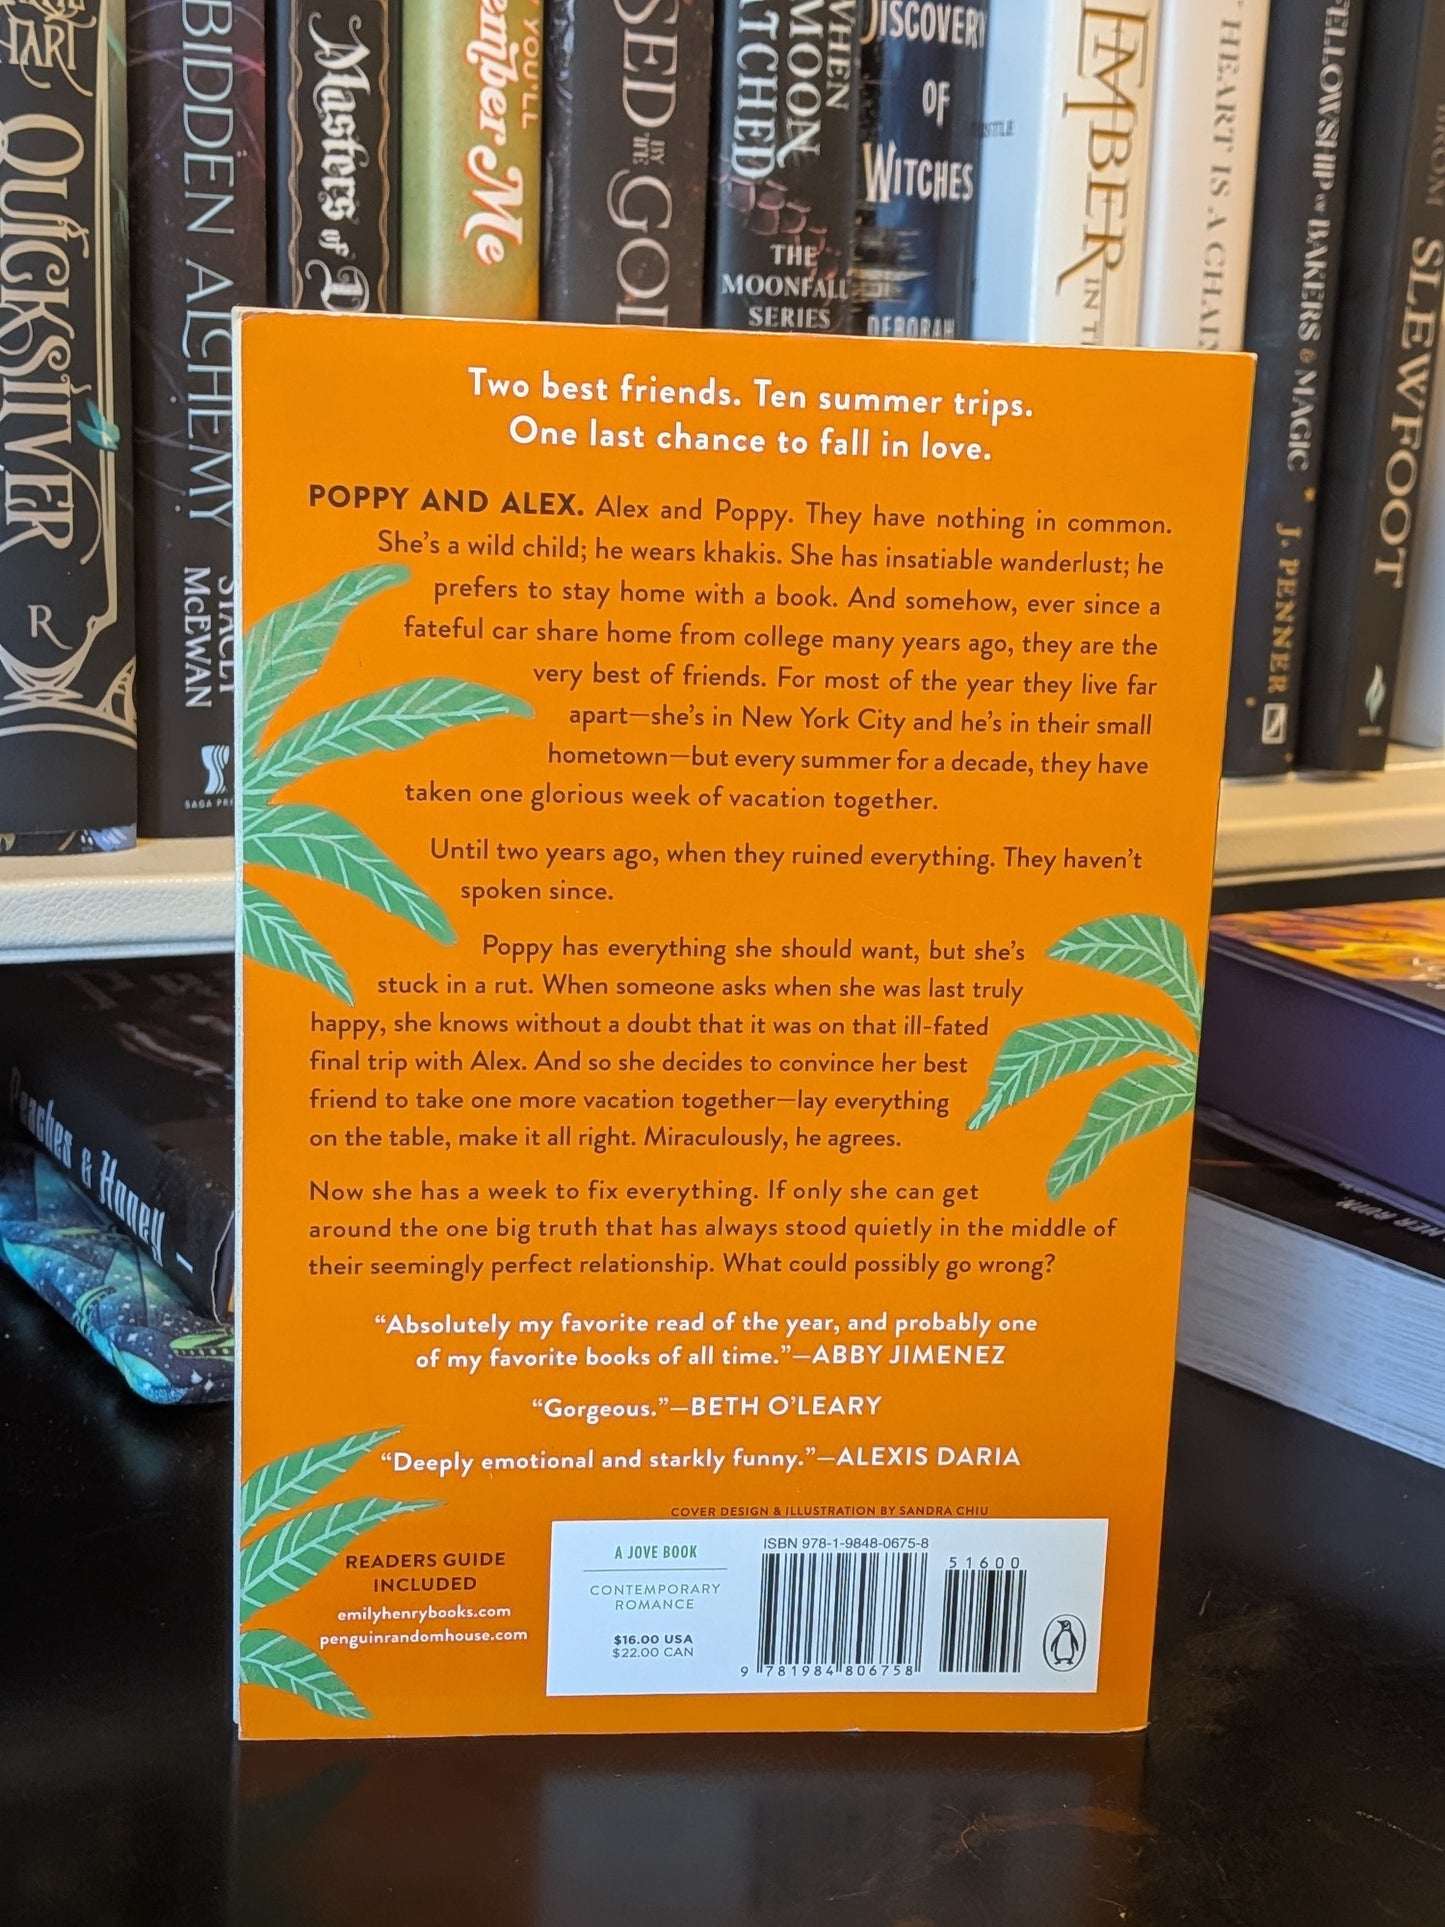 HART
QUICKSILVER
R
BIDDEN ALCHEMY
STACEY
McEWAN
SAGA
Masters of D
YOU'LL
ember Me
SED
BY
THE
GOD
WHEN
MOON
ATCHED
THE
MOONFALL
SERIES
DISCOVERY
OF
WITCHES
DEBORAH
EMBER
IN
HEART IS A CHAIN
FELLOWSHIP of BAKERS & MAGIC
J. PENNER
SLEWFOOT
Peaches & Honey
Two best friends. Ten summer trips.
One last chance to fall in love.
POPPY AND ALEX. Alex and Poppy. They have nothing in common.
She's a wild child; he wears khakis. She has insatiable wanderlust; he
prefers to stay home with a book. And somehow, ever since a
fateful car share home from college many years ago, they are the
very best of friends. For most of the year they live far
apart—she's in New York City and he's in their small
hometown—but every summer for a decade, they have
taken one glorious week of vacation together.
Until two years ago, when they ruined everything. They haven't
spoken since.
Poppy has everything she should want, but she's
stuck in a rut. When someone asks when she was last truly
happy, she knows without a doubt that it was on that ill-fated
final trip with Alex. And so she decides to convince her best
friend to take one more vacation together—lay everything
on the table, make it all right. Miraculously, he agrees.
Now she has a week to fix everything. If only she can get
around the one big truth that has always stood quietly in the middle of
their seemingly perfect relationship. What could possibly go wrong?
“Absolutely my favorite read of the year, and probably one
of my favorite books of all time.”—ABBY JIMENEZ
“Gorgeous.”—BETH O'LEARY
“Deeply emotional and starkly funny.”—ALEXIS DARIA
COVER DESIGN & ILLUSTRATION BY SANDRA CHIU
READERS GUIDE
INCLUDED
emilyhenrybooks.com
penguinrandomhouse.com
A JOVE BOOK
CONTEMPORARY
ROMANCE
$16.00 USA
$22.00 CAN
ISBN 978-1-9848-0675-8
51600
9 781984 806758